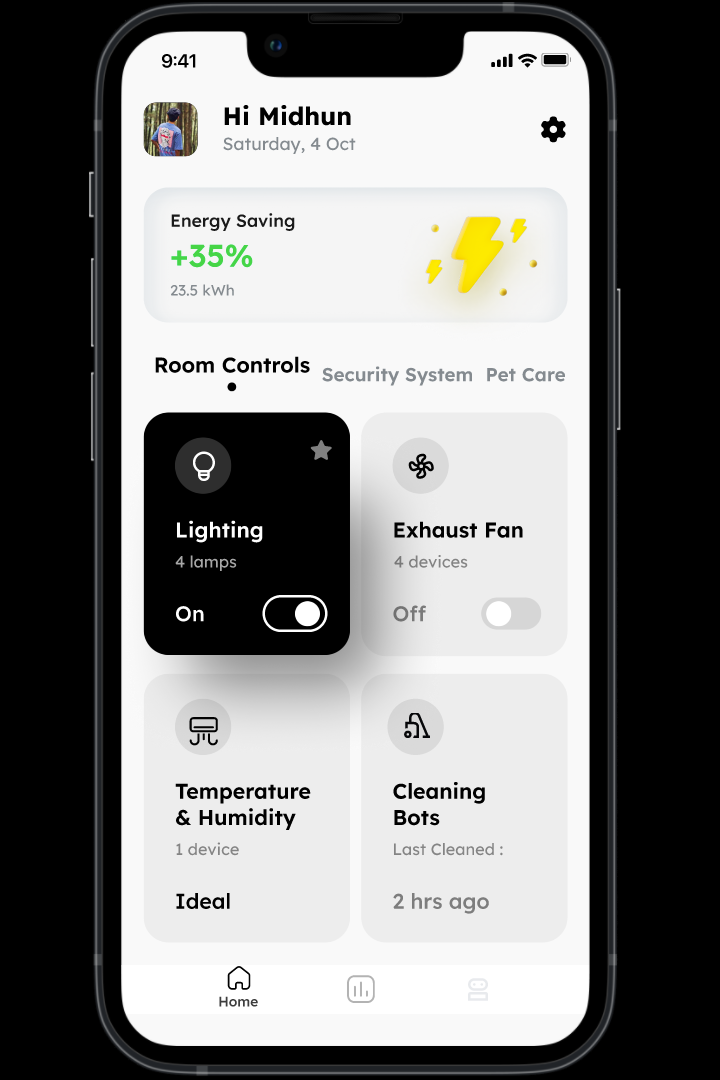 9:41
Hi Midhun
Saturday, 4 Oct
Energy Saving
+35%
23.5 kWh
Room Controls
Security System
Pet Care
Lighting
4 lamps
On
Exhaust Fan
4 devices
Off
Temperature
& Humidity
1 device
Ideal
Cleaning
Bots
Last Cleaned :
2 hrs ago
Home